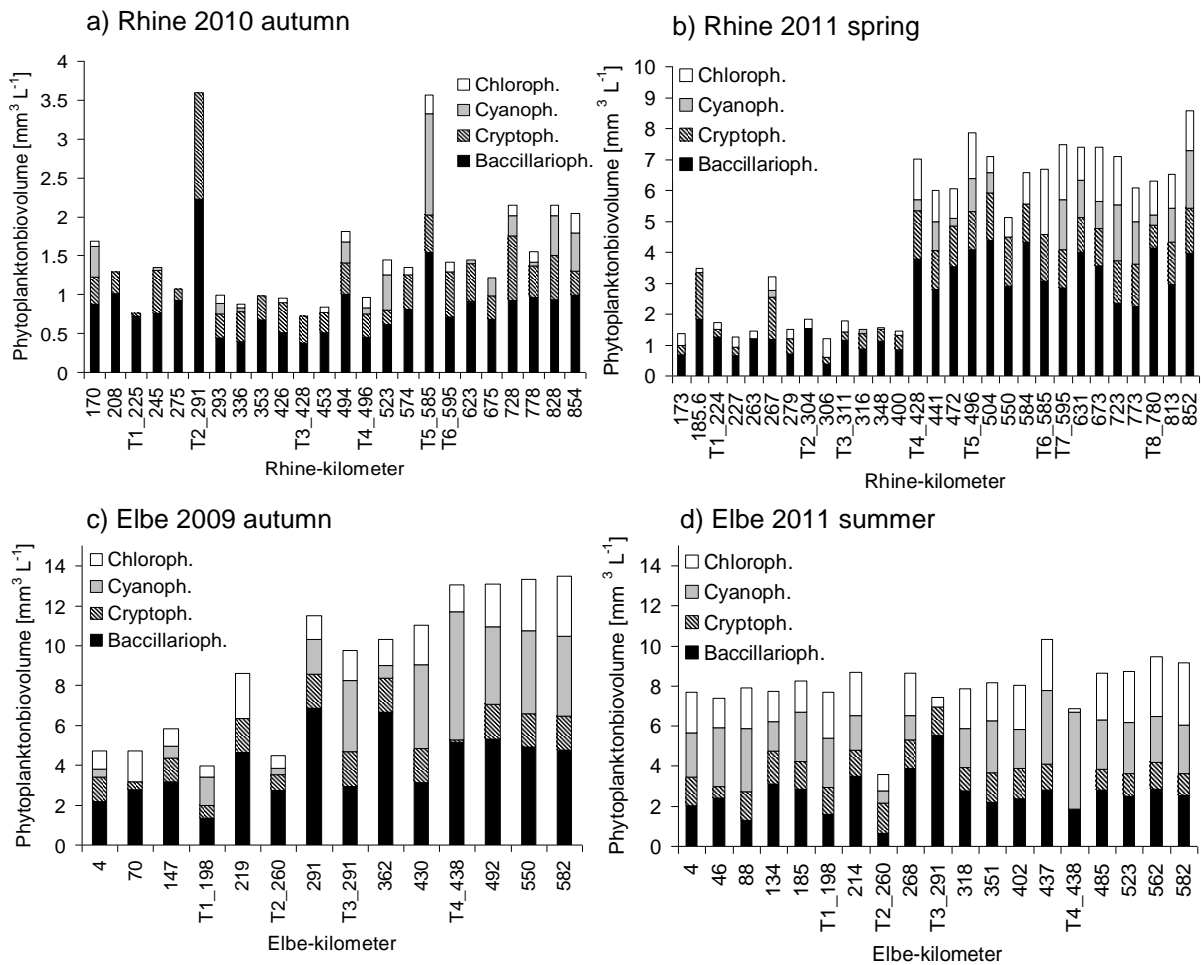 a) Rhine 2010 autumn
Phytoplanktonbiovolume [mm³ L⁻¹]
4
3.5
3
2.5
2
1.5
1
0.5
0
Chloroph.
Cyanoph.
Cryptoph.
Baccillarioph.
170
208
T1_225
245
275
T2_291
293
336
353
426
T3_428
453
494
T4_496
523
574
T5_585
T6_595
623
675
728
778
828
854
Rhine-kilometer
b) Rhine 2011 spring
Phytoplanktonbiovolume [mm³ L⁻¹]
10
9
8
7
6
5
4
3
2
1
0
Chloroph.
Cyanoph.
Cryptoph.
Baccillarioph.
173
185.6
T1_224
227
263
267
279
T2_304
306
T3_311
316
348
400
T4_428
441
472
T5_496
504
550
584
T6_585
T7_595
631
673
723
773
T8_780
813
852
Rhine-kilometer
c) Elbe 2009 autumn
Phytoplanktonbiovolume [mm³ L⁻¹]
14
12
10
8
6
4
2
0
Chloroph.
Cyanoph.
Cryptoph.
Baccillarioph.
4
70
147
T1_198
219
T2_260
291
T3_291
362
430
T4_438
492
550
582
Elbe-kilometer
d) Elbe 2011 summer
Phytoplanktonbiovolume [mm³ L⁻¹]
14
12
10
8
6
4
2
0
Chloroph.
Cyanoph.
Cryptoph.
Baccillarioph.
4
46
88
134
185
T1_198
214
T2_260
268
T3_291
318
351
402
437
T4_438
485
523
562
582
Elbe-kilometer